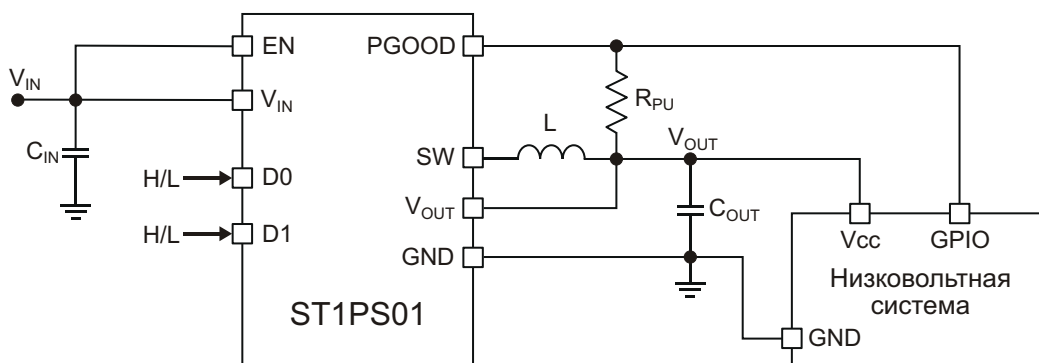 EN
PGOOD
V_IN
V_IN
R_PU
C_IN
SW
L
V_OUT
H/L
D0
V_OUT
C_OUT
H/L
D1
GND
Vcc
GPIO
Низковольтная
система
ST1PS01
GND